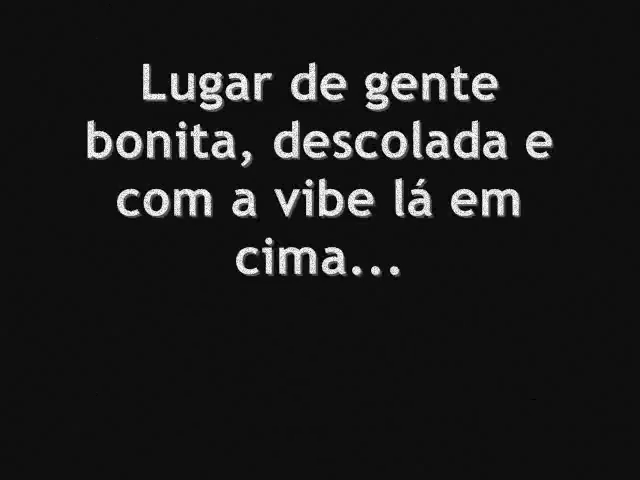 Lugar de gente
bonita, descolada e
com a vibe lá em
cima...